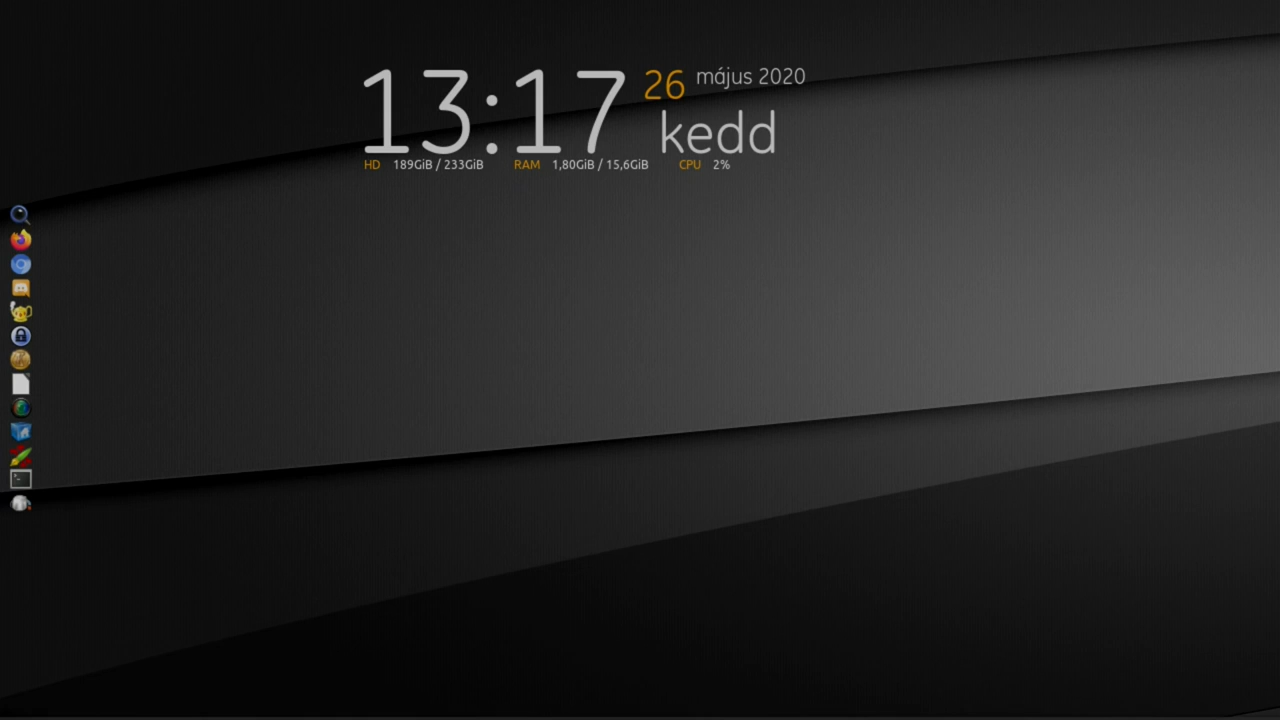 13:17 26 május 2020
kedd
HD 189GiB / 233GiB RAM 1,80GiB / 15,6GiB CPU 2%